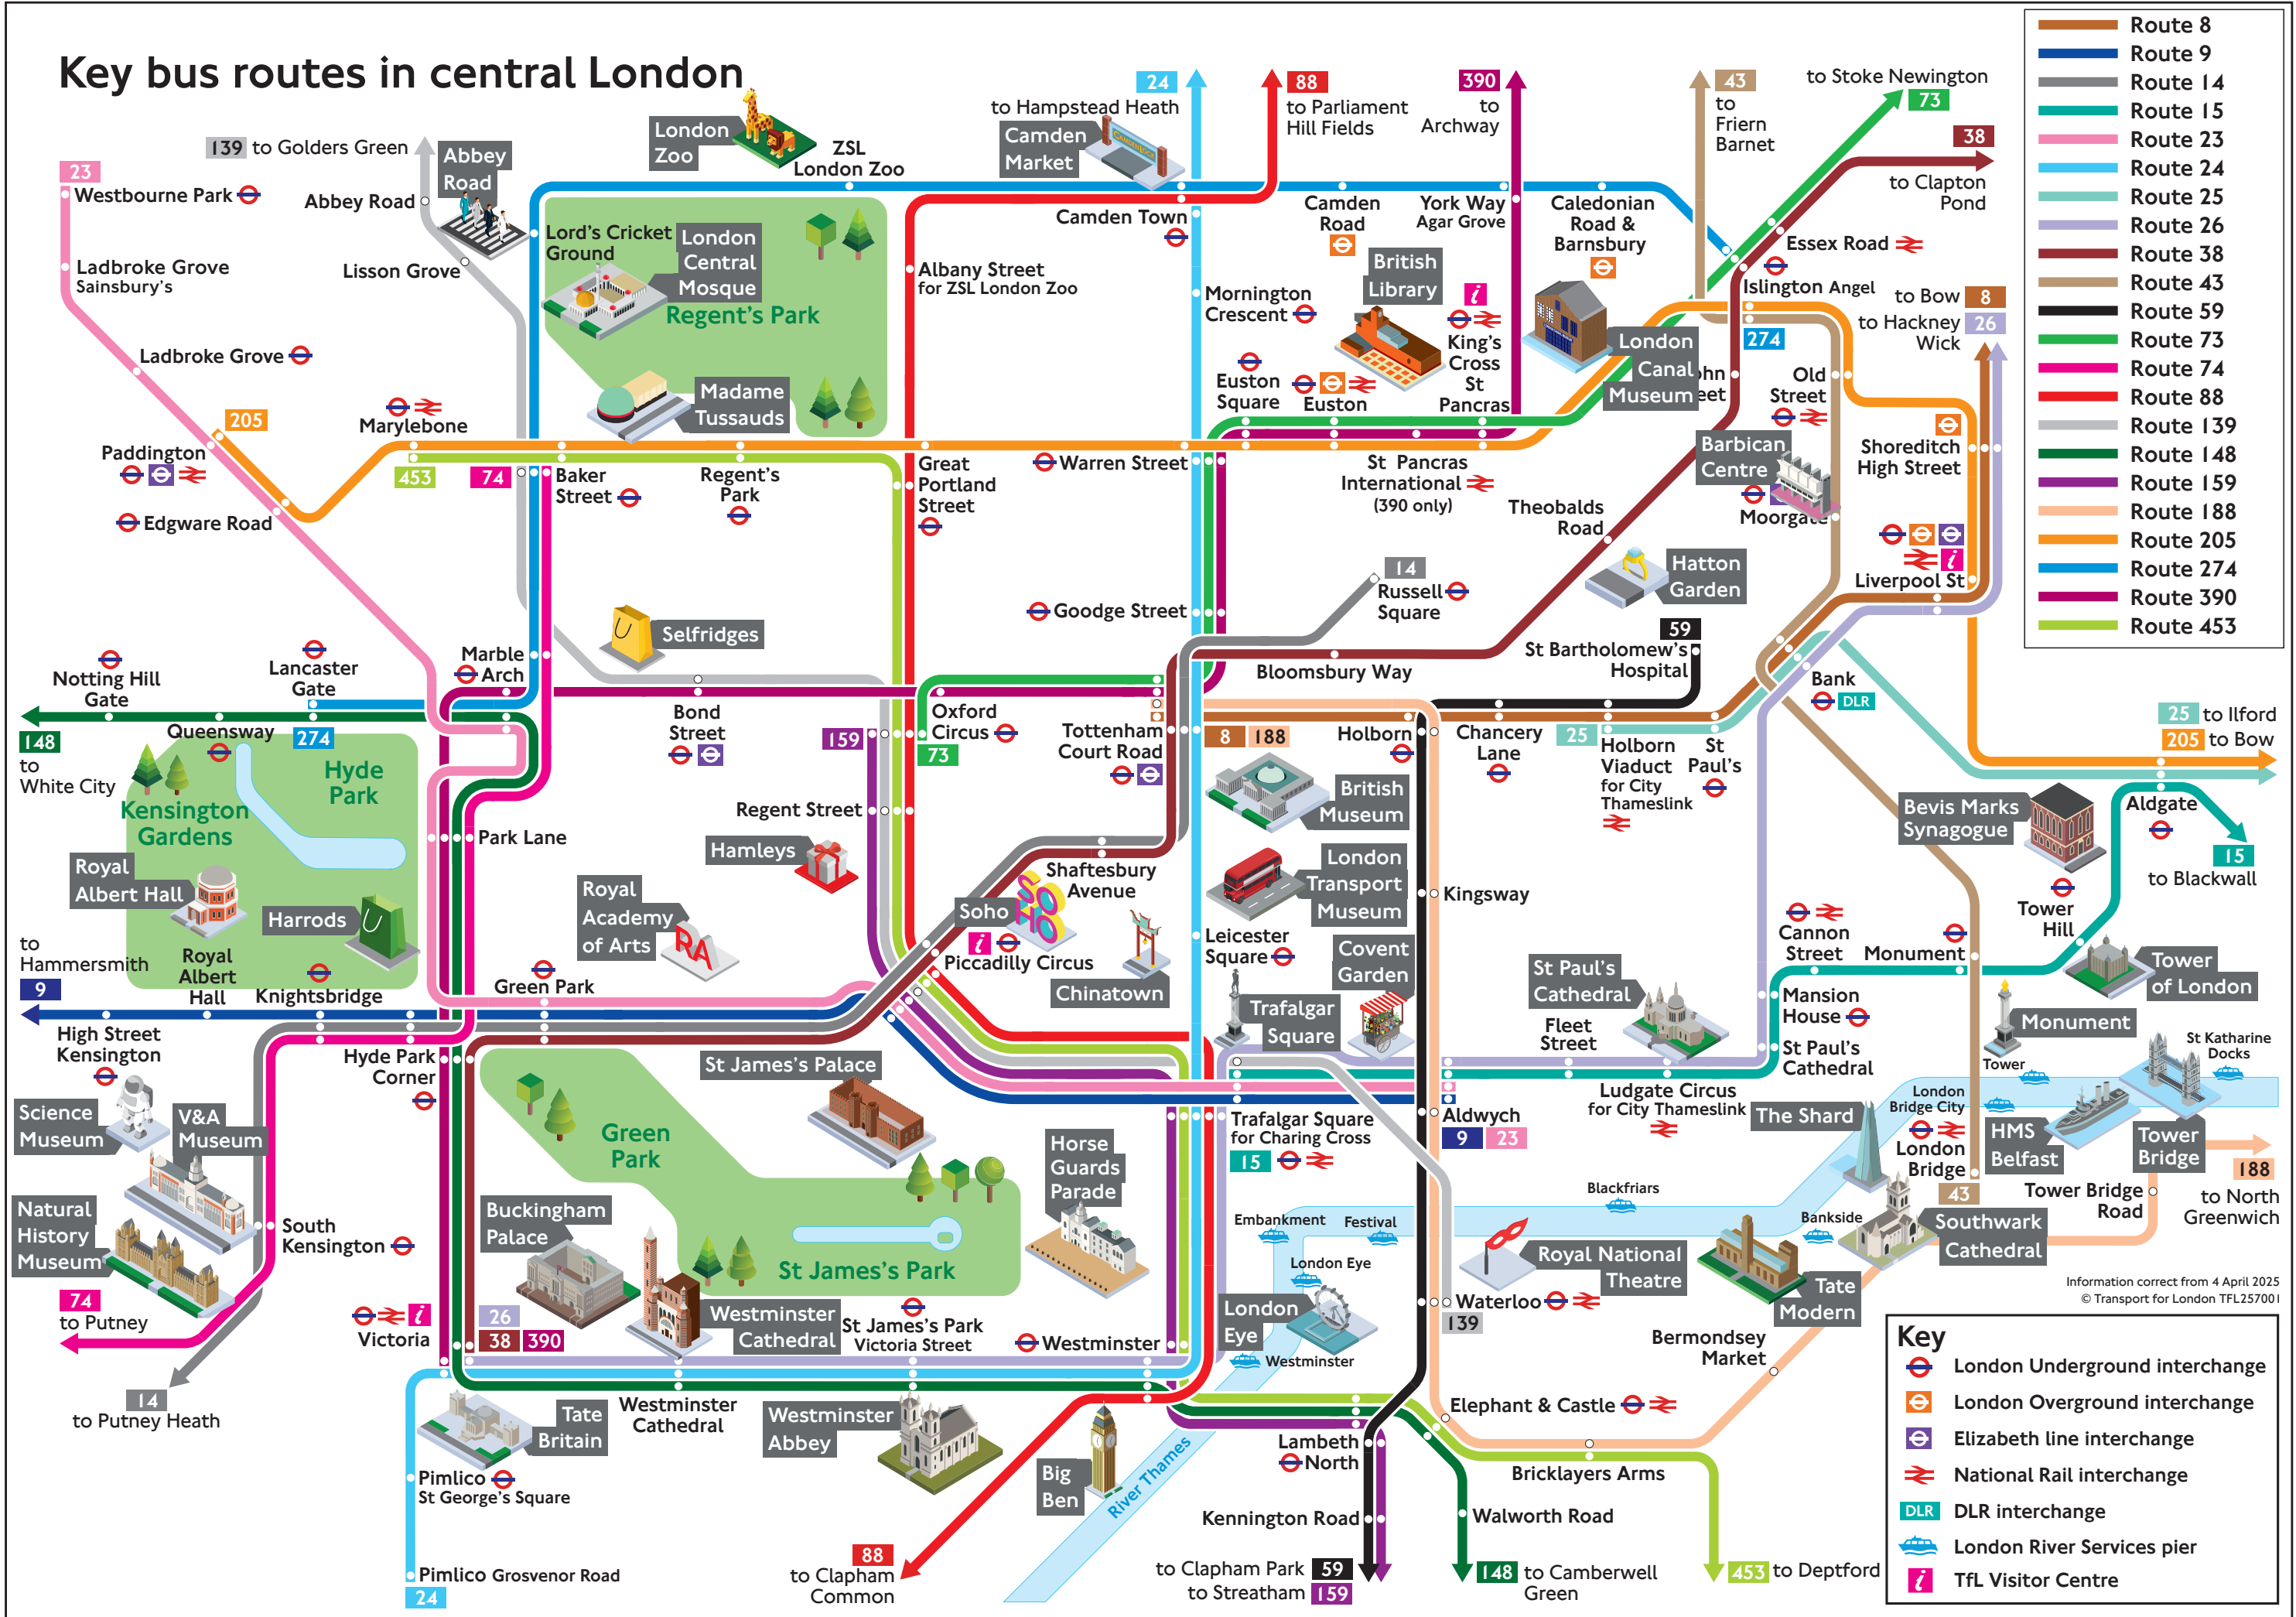 Key bus routes in central London
Route 8
Route 9
Route 14
Route 15
Route 23
Route 24
Route 25
Route 26
Route 38
Route 43
Route 59
Route 73
Route 74
Route 88
Route 139
Route 148
Route 159
Route 188
Route 205
Route 274
Route 390
Route 453
24
to Hampstead Heath
88
to Parliament
Hill Fields
390
to
Archway
43
to
Friern
Barnet
to Stoke Newington
73
38
to Clapton
Pond
139 to Golders Green
Abbey
Road
Abbey Road
Lisson Grove
London
Zoo
ZSL
London Zoo
Camden
Market
CAMDEN LOCK
23
Westbourne Park
Ladbroke Grove
Sainsbury's
Ladbroke Grove
205
Paddington
Edgware Road
Marylebone
453
74
Lord's Cricket
Ground
London
Central
Mosque
Regent's Park
Madame
Tussauds
Baker
Street
Regent's
Park
Albany Street
for ZSL London Zoo
Great
Portland
Street
Camden Town
Mornington
Crescent
Camden
Road
York Way
Agar Grove
Caledonian
Road &
Barnsbury
British
Library
i
King's
Cross
St
Pancras
Euston
Square
Euston
Warren Street
St Pancras
International
(390 only)
London
Canal
Museum
Essex Road
Islington Angel
274
to Bow 8
to Hackney 26
Wick
Old
Street
Shoreditch
High Street
Barbican
Centre
Moorgate
Theobalds
Road
Hatton
Garden
i
Liverpool St
14
Russell
Square
Goodge Street
Bloomsbury Way
59
St Bartholomew's
Hospital
Selfridges
Marble
Arch
Notting Hill
Gate
Lancaster
Gate
Queensway
148
to
White City
274
Hyde
Park
Kensington
Gardens
Bond
Street
159
Oxford
Circus
73
Tottenham
Court Road
8 188
Holborn
Chancery
Lane
25
Holborn
Viaduct
for City
Thameslink
St
Paul's
Bank
DLR
25 to Ilford
205 to Bow
Aldgate
15
to Blackwall
Bevis Marks
Synagogue
Tower
Hill
Park Lane
Regent Street
Hamleys
British
Museum
London
Transport
Museum
Kingsway
Royal
Albert Hall
Harrods
Royal
Academy
of Arts
RA
Shaftesbury
Avenue
Soho
SOHO
i
Piccadilly Circus
Chinatown
Leicester
Square
Covent
Garden
Trafalgar
Square
St Paul's
Cathedral
Fleet
Street
Cannon
Street
Monument
Tower
of London
to
Hammersmith
9
Royal
Albert
Hall
Knightsbridge
Green Park
High Street
Kensington
Hyde Park
Corner
St James's Palace
Mansion
House
St Paul's
Cathedral
Ludgate Circus
for City Thameslink
Monument
Tower
St Katharine
Docks
London
Bridge City
Science
Museum
V&A
Museum
Natural
History
Museum
South
Kensington
Green
Park
Horse
Guards
Parade
Trafalgar Square
for Charing Cross
15
Aldwych
9 23
The Shard
London
Bridge
43
HMS
Belfast
Tower
Bridge
188
to North
Greenwich
Tower Bridge
Road
Blackfriars
Bankside
Southwark
Cathedral
Embankment
Festival
London Eye
Royal National
Theatre
Tate
Modern
Buckingham
Palace
St James's Park
74
to Putney
14
to Putney Heath
i
Victoria
26
38 390
Westminster
Cathedral
St James's Park
Victoria Street
Westminster
London
Eye
Westminster
Waterloo
139
Bermondsey
Market
Information correct from 4 April 2025
© Transport for London TFL257001
Tate
Britain
Westminster
Cathedral
Westminster
Abbey
Big
Ben
River Thames
Lambeth
North
Elephant & Castle
Bricklayers Arms
Pimlico
St George's Square
Kennington Road
Walworth Road
Pimlico Grosvenor Road
24
88
to Clapham
Common
to Clapham Park 59
to Streatham 159
148 to Camberwell
Green
453 to Deptford
Key
London Underground interchange
London Overground interchange
Elizabeth line interchange
National Rail interchange
DLR DLR interchange
London River Services pier
i TfL Visitor Centre